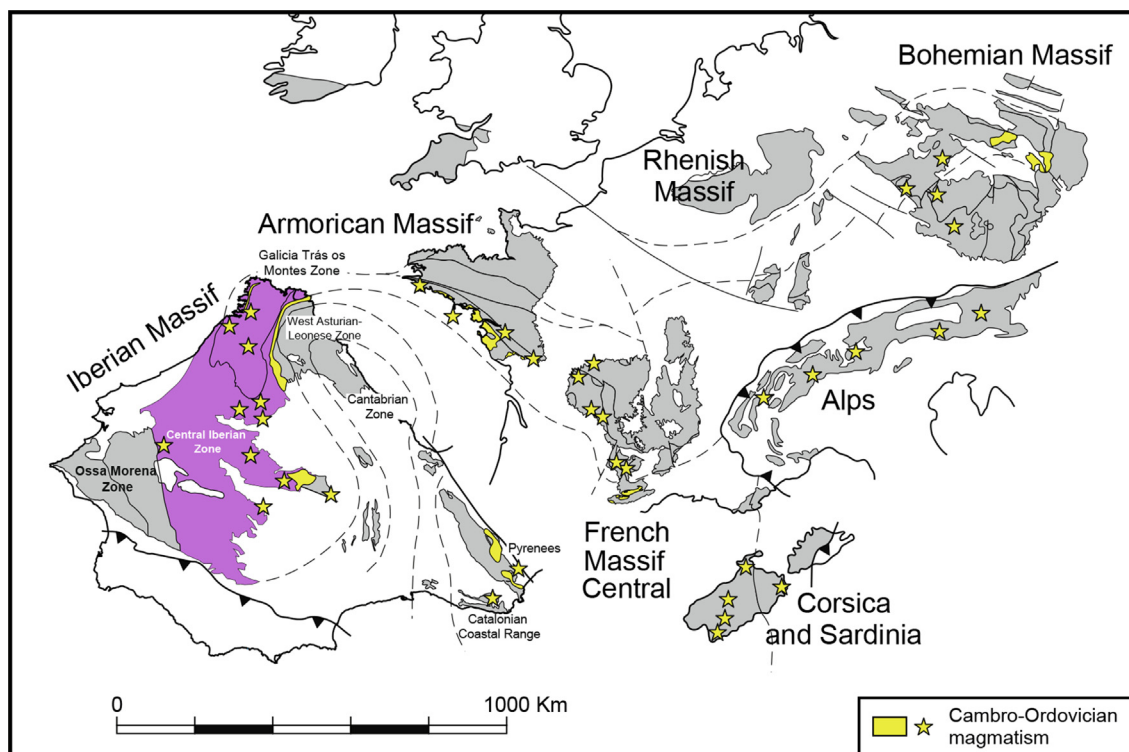 Bohemian Massif
Rhenish
Massif
Armorican Massif
Galicia Trás os
Montes Zone
Iberian Massif
West Asturian-
Leonese Zone
Cantabrian
Zone
Central Iberian
Zone
Ossa Morena
Zone
Alps
Pyrenees
French
Massif
Central
Catalonian
Coastal Range
Corsica
and Sardinia
0
1000 Km
Cambro-Ordovician
magmatism